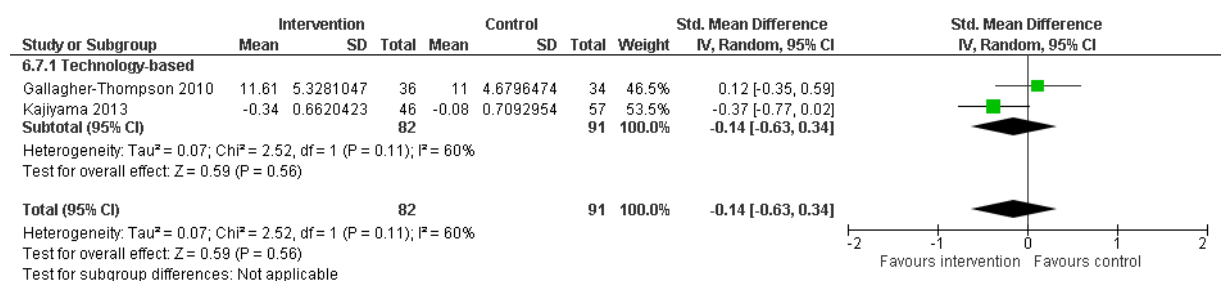 Intervention Control Std. Mean Difference Std. Mean Difference
Study or Subgroup Mean SD Total Mean SD Total Weight IV, Random, 95% CI IV, Random, 95% CI
6.7.1 Technology-based
Gallagher-Thompson 2010 11.61 5.3281047 36 11 4.6796474 34 46.5% 0.12 [-0.35, 0.59]
Kajiyama 2013 -0.34 0.6620423 46 -0.08 0.7092954 57 53.5% -0.37 [-0.77, 0.02]
Subtotal (95% CI) 82 91 100.0% -0.14 [-0.63, 0.34]
Heterogeneity: Tau² = 0.07; Chi² = 2.52, df = 1 (P = 0.11); I² = 60%
Test for overall effect: Z = 0.59 (P = 0.56)
Total (95% CI) 82 91 100.0% -0.14 [-0.63, 0.34]
Heterogeneity: Tau² = 0.07; Chi² = 2.52, df = 1 (P = 0.11); I² = 60%
Test for overall effect: Z = 0.59 (P = 0.56)
Test for subgroup differences: Not applicable
-2 -1 0 1 2
Favours intervention Favours control